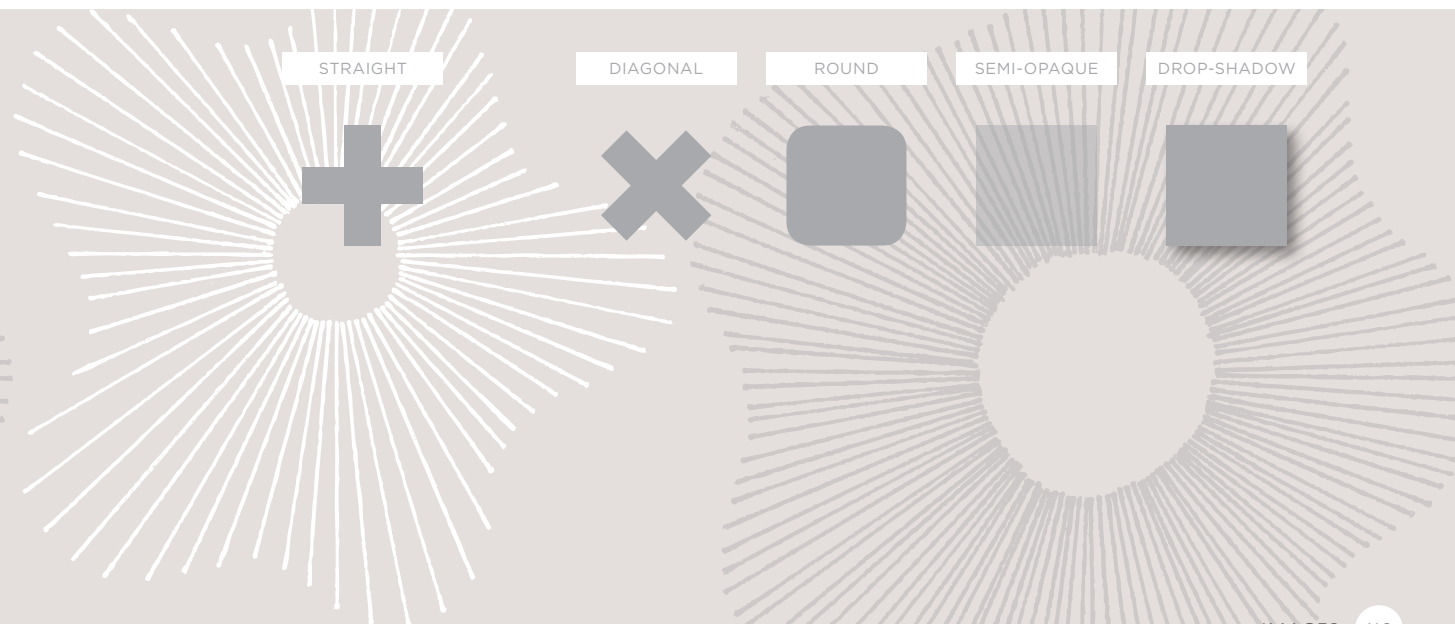 STRAIGHT
DIAGONAL
ROUND
SEMI-OPAQUE
DROP-SHADOW